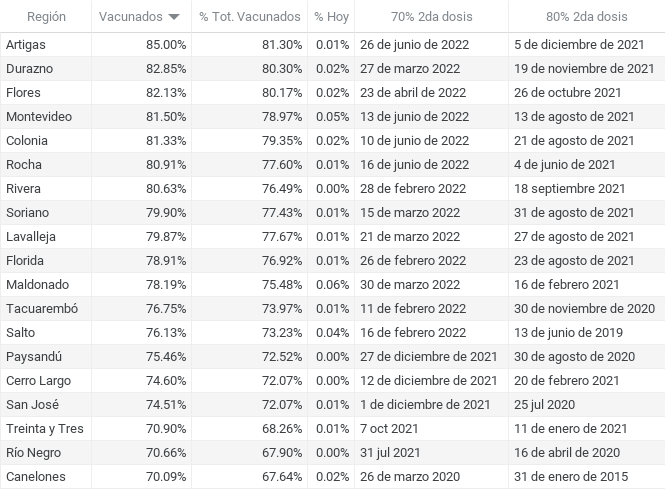 Región Vacunados % Tot. Vacunados % Hoy 70% 2da dosis 80% 2da dosis
Artigas 85.00% 81.30% 0.01% 26 de junio de 2022 5 de diciembre de 2021
Durazno 82.85% 80.30% 0.02% 27 de marzo 2022 19 de noviembre de 2021
Flores 82.13% 80.17% 0.02% 23 de abril de 2022 26 de octubre 2021
Montevideo 81.50% 78.97% 0.05% 13 de junio de 2022 13 de agosto de 2021
Colonia 81.33% 79.35% 0.02% 10 de junio de 2022 21 de agosto de 2021
Rocha 80.91% 77.60% 0.01% 16 de junio de 2022 4 de junio de 2021
Rivera 80.63% 76.49% 0.00% 28 de febrero 2022 18 septiembre 2021
Soriano 79.90% 77.43% 0.01% 15 de marzo 2022 31 de agosto de 2021
Lavalleja 79.87% 77.67% 0.01% 21 de marzo 2022 27 de agosto de 2021
Florida 78.91% 76.92% 0.01% 26 de febrero 2022 23 de agosto de 2021
Maldonado 78.19% 75.48% 0.06% 30 de marzo 2022 16 de febrero 2021
Tacuarembó 76.75% 73.97% 0.01% 11 de febrero 2022 30 de noviembre de 2020
Salto 76.13% 73.23% 0.04% 16 de febrero 2022 13 de junio de 2019
Paysandú 75.46% 72.52% 0.00% 27 de diciembre de 2021 30 de agosto de 2020
Cerro Largo 74.60% 72.07% 0.00% 12 de diciembre de 2021 20 de febrero 2021
San José 74.51% 72.07% 0.01% 1 de diciembre de 2021 25 jul 2020
Treinta y Tres 70.90% 68.26% 0.01% 7 oct 2021 11 de enero de 2021
Río Negro 70.66% 67.90% 0.00% 31 jul 2021 16 de abril de 2020
Canelones 70.09% 67.64% 0.02% 26 de marzo 2020 31 de enero de 2015